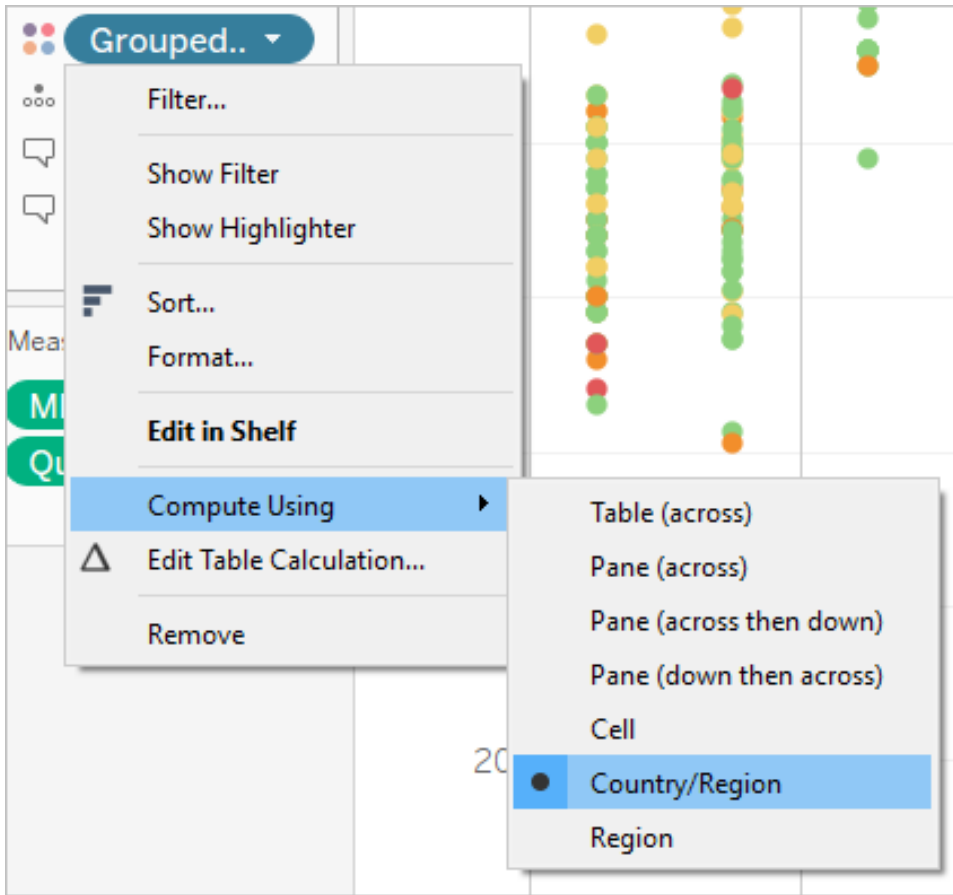 Grouped..
Filter...
Show Filter
Show Highlighter
Sort...
Format...
Edit in Shelf
Compute Using
Edit Table Calculation...
Remove
Table (across)
Pane (across)
Pane (across then down)
Pane (down then across)
Cell
Country/Region
Region
20